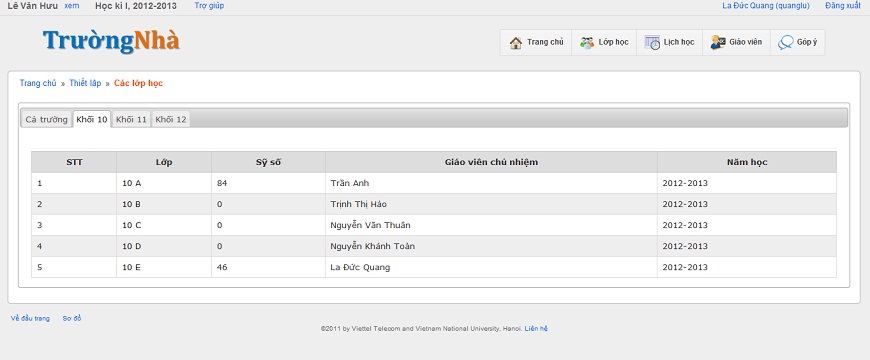 Lê Văn Hưu xem Học kì I, 2012-2013 Trợ giúp La Đức Quang (quanglu) Đăng xuất
TrườngNhà
Trang chủ Lớp học Lịch học Giáo viên Góp ý
Trang chủ » Thiết lập » Các lớp học
Cả trường Khối 10 Khối 11 Khối 12
STT Lớp Sỹ số Giáo viên chủ nhiệm Năm học
1 10 A 84 Trần Anh 2012-2013
2 10 B 0 Trịnh Thị Hảo 2012-2013
3 10 C 0 Nguyễn Văn Thuân 2012-2013
4 10 D 0 Nguyễn Khánh Toàn 2012-2013
5 10 E 46 La Đức Quang 2012-2013
Về đầu trang Sơ đồ
©2011 by Viettel Telecom and Vietnam National University, Hanoi. Liên hệ